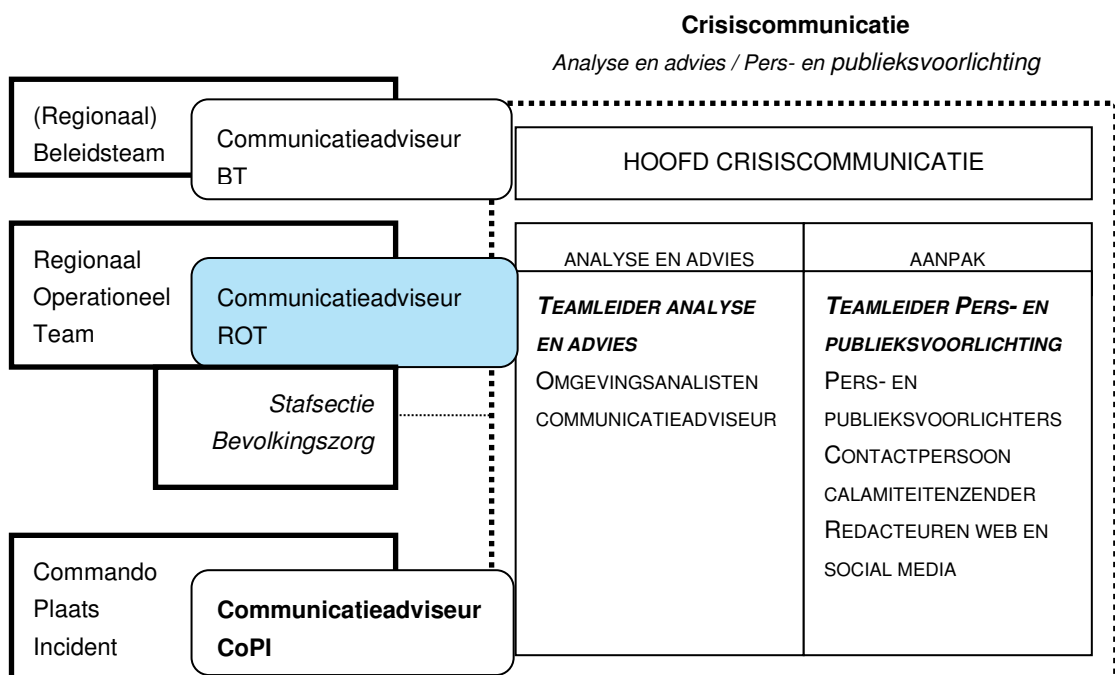 Crisiscommunicatie
Analyse en advies / Pers- en publieksvoorlichting
(Regionaal)
Beleidsteam
Communicatieadviseur
BT
HOOFD CRISISCOMMUNICATIE
Regionaal
Operationeel
Team
Communicatieadviseur
ROT
Stafsectie
Bevolkingszorg
ANALYSE EN ADVIES
TEAMLEIDER ANALYSE
EN ADVIES
OMGEVINGSANALISTEN
COMMUNICATIEADVISEUR
AANPAK
TEAMLEIDER PERS- EN
PUBLIEKSVOORLICHTING
PERS- EN
PUBLIEKSVOORLICHTERS
CONTACTPERSOON
CALAMITEITENZENDER
REDACTEUREN WEB EN
SOCIAL MEDIA
Commando
Plaats
Incident
Communicatieadviseur
CoPI